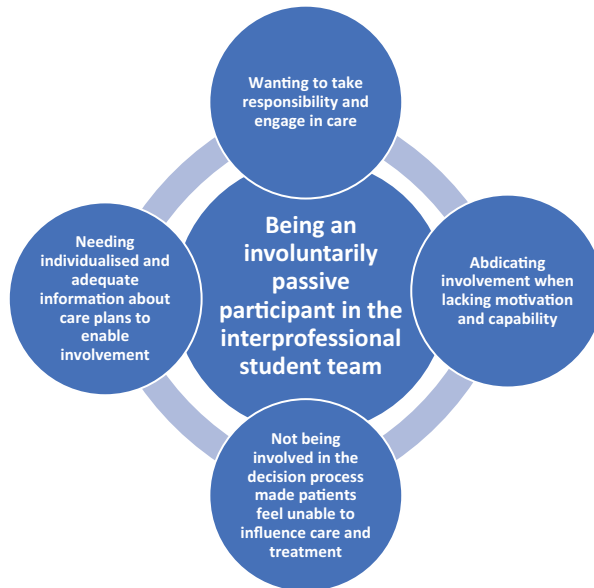 Wanting to take
responsibility and
engage in care
Needing
individualised and
adequate
information about
care plans to
enable
involvement
Being an
involuntarily
passive
participant in the
interprofessional
student team
Abdicating
involvement when
lacking motivation
and capability
Not being
involved in the
decision process
made patients
feel unable to
influence care and
treatment